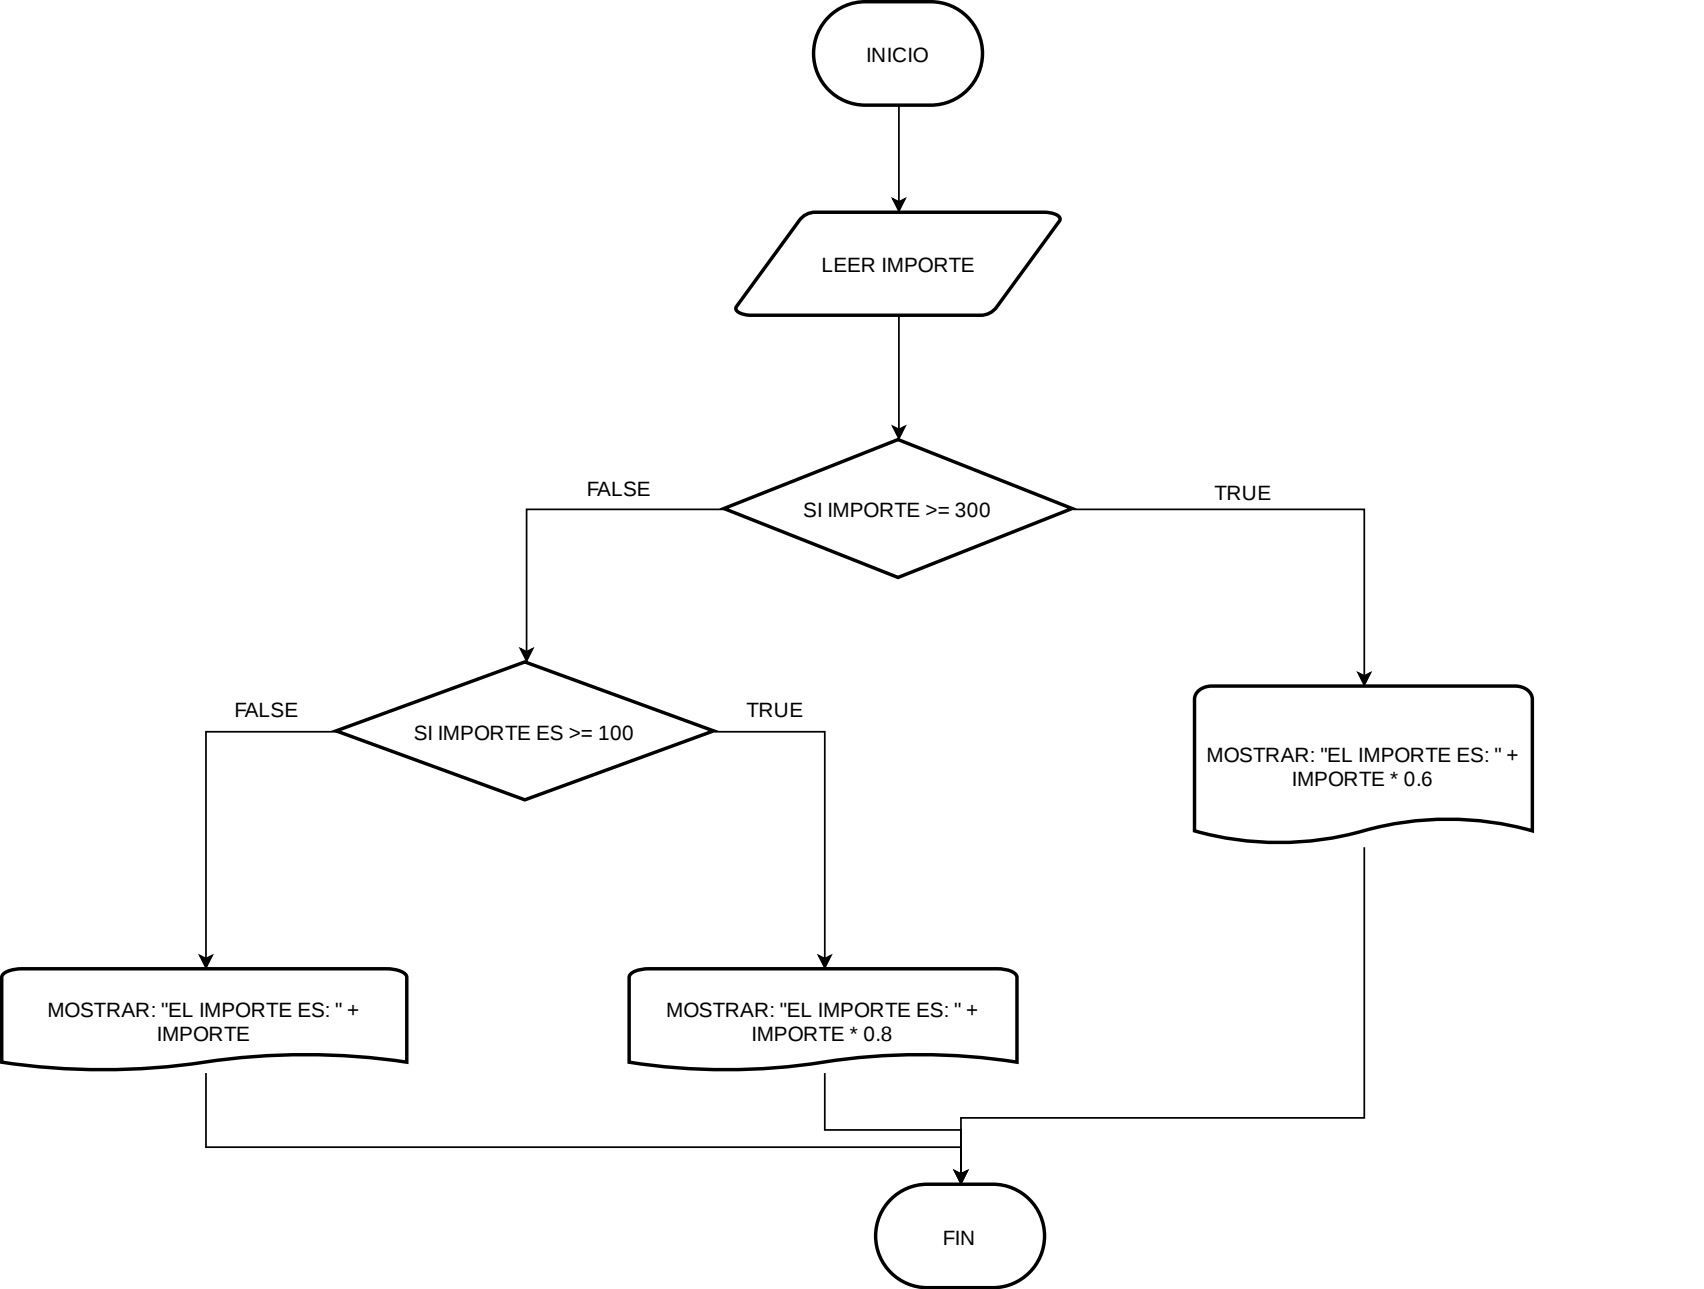 INICIO
LEER IMPORTE
FALSE
TRUE
SI IMPORTE >= 300
FALSE
TRUE
SI IMPORTE ES >= 100
MOSTRAR: "EL IMPORTE ES: " +
IMPORTE * 0.6
MOSTRAR: "EL IMPORTE ES: " +
IMPORTE
MOSTRAR: "EL IMPORTE ES: " +
IMPORTE * 0.8
FIN